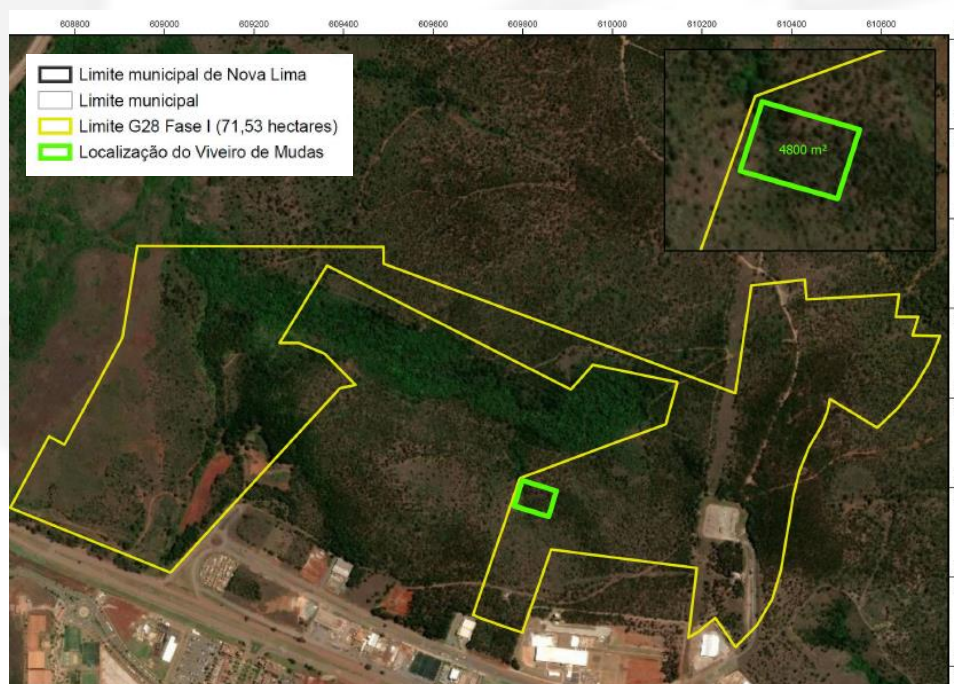 608800 609000 609200 609400 609600 609800 610000 610200 610400 610600
Limite municipal de Nova Lima
Limite municipal
Limite G28 Fase I (71,53 hectares)
Localização do Viveiro de Mudas
4800 m²